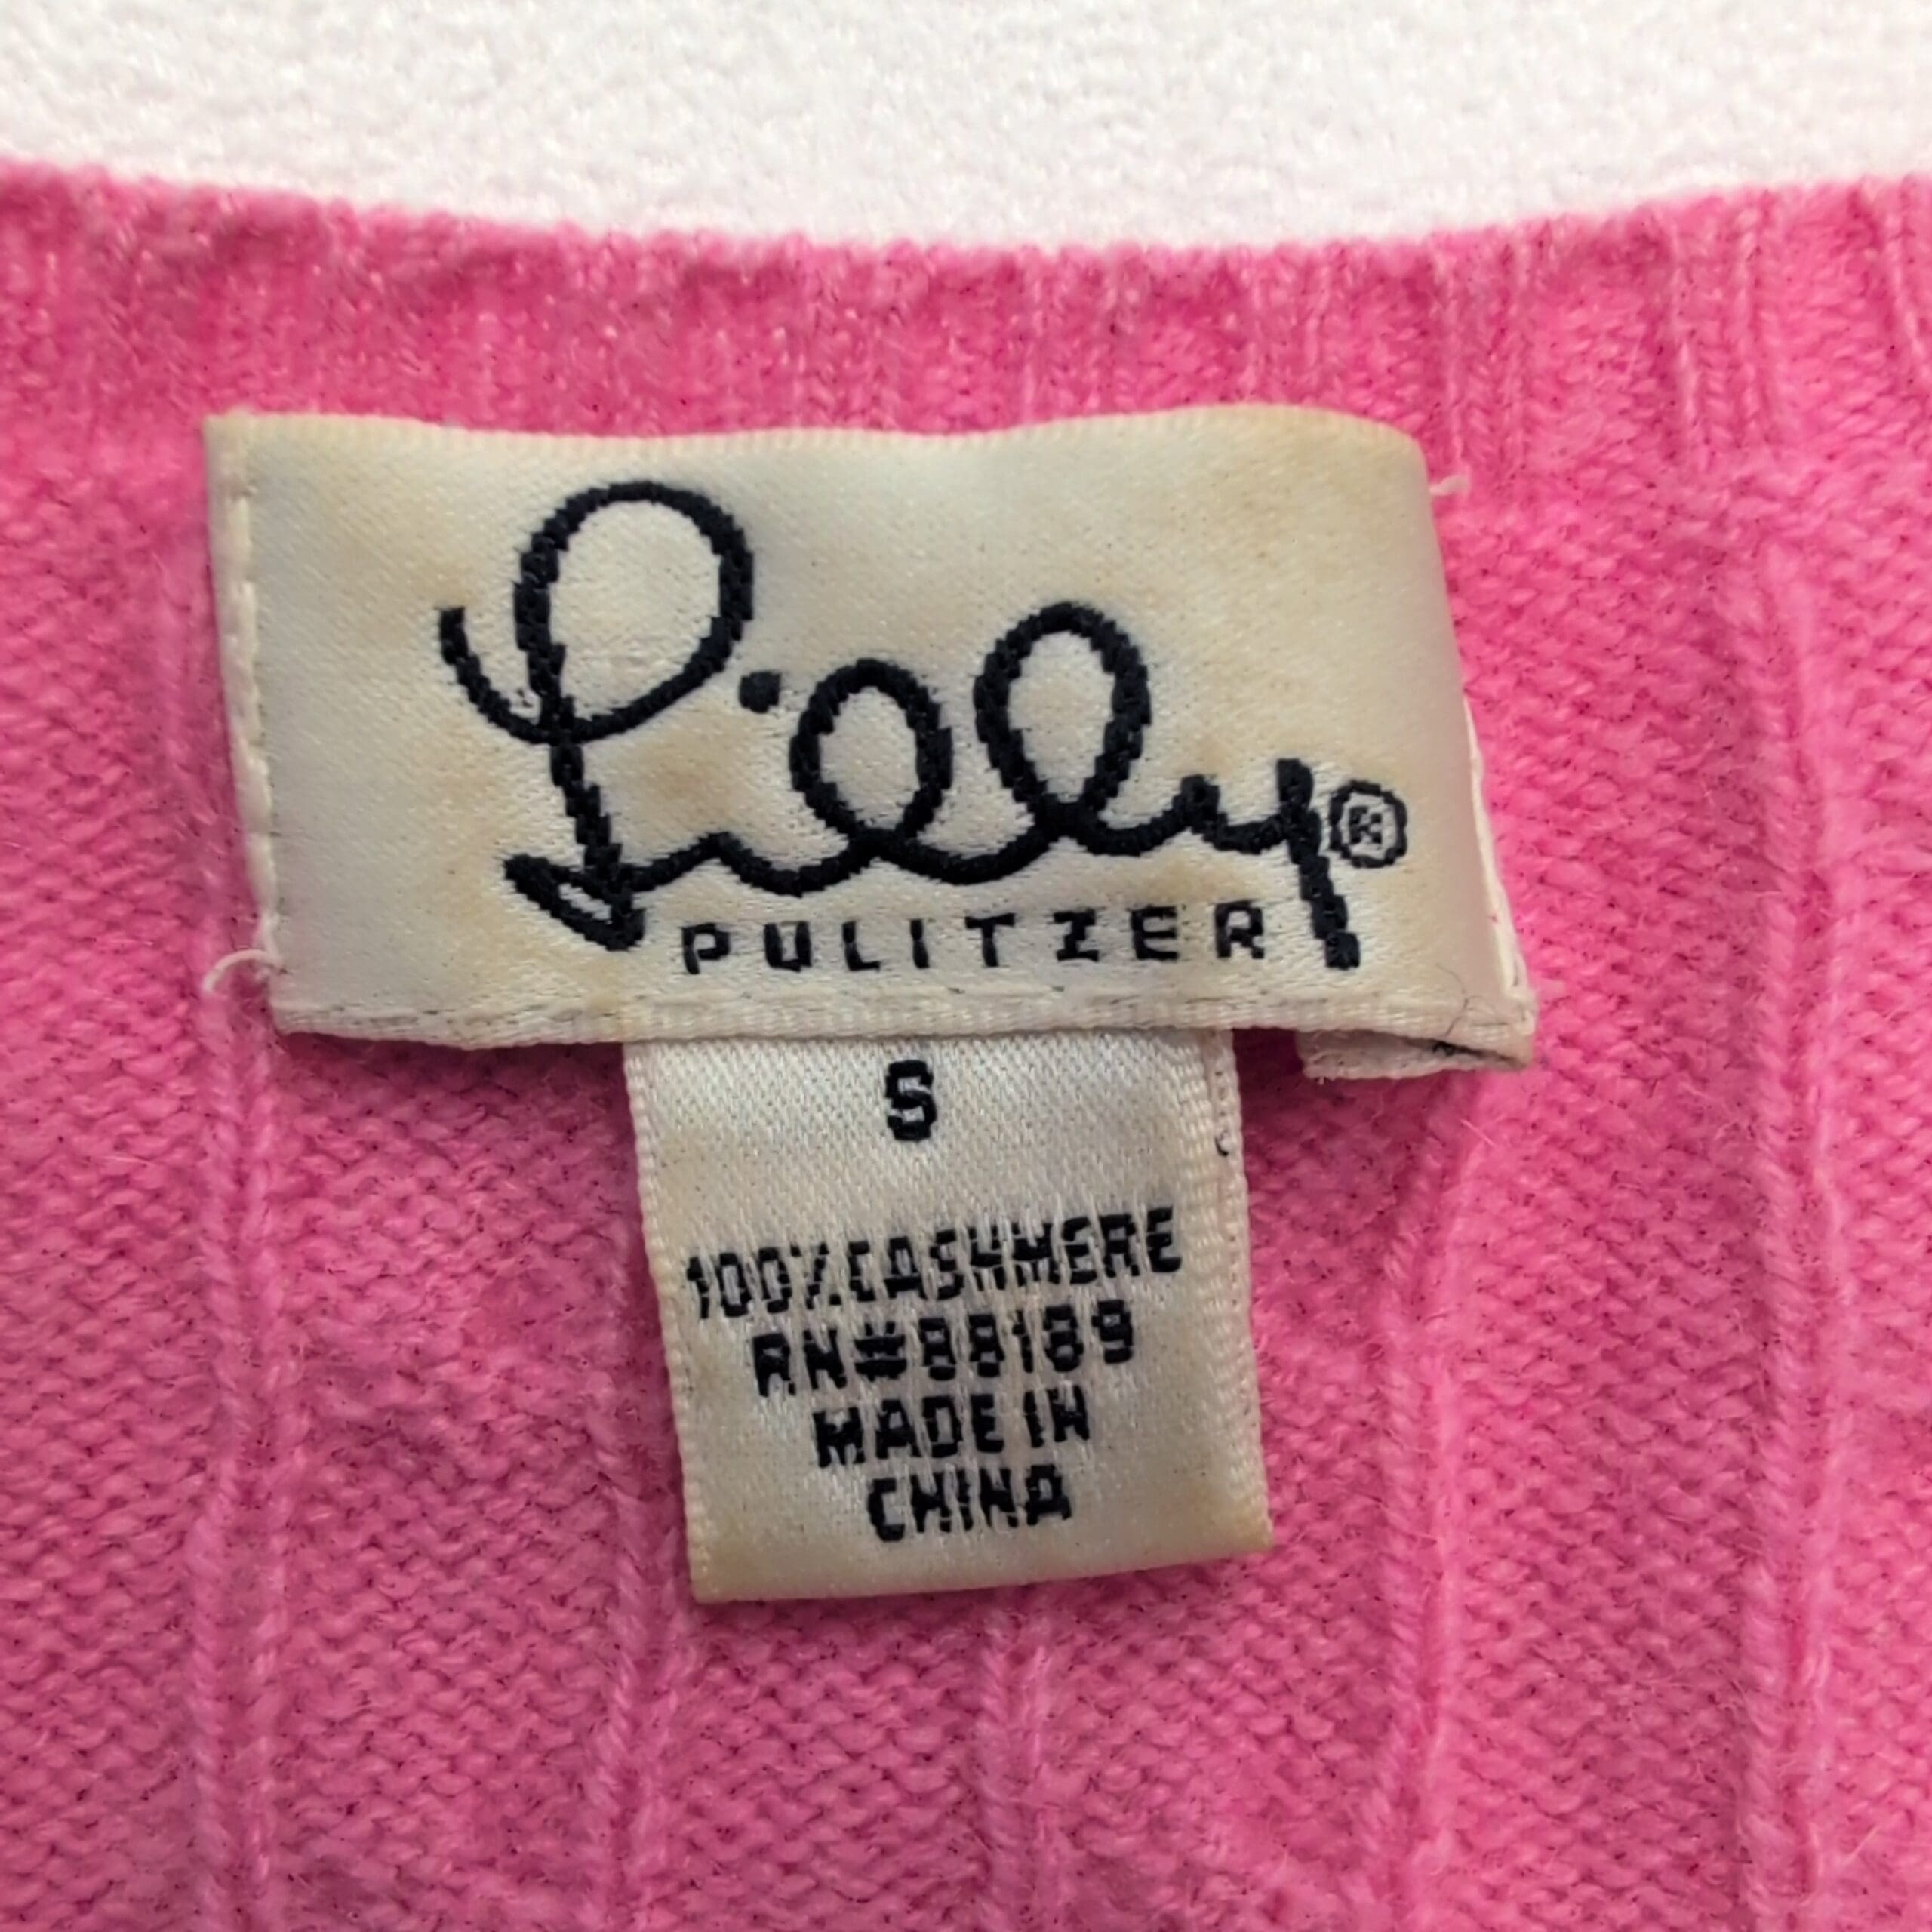 Lilly®
PULITZER
S
100% CASHMERE
RN#88189
MADE IN
CHINA